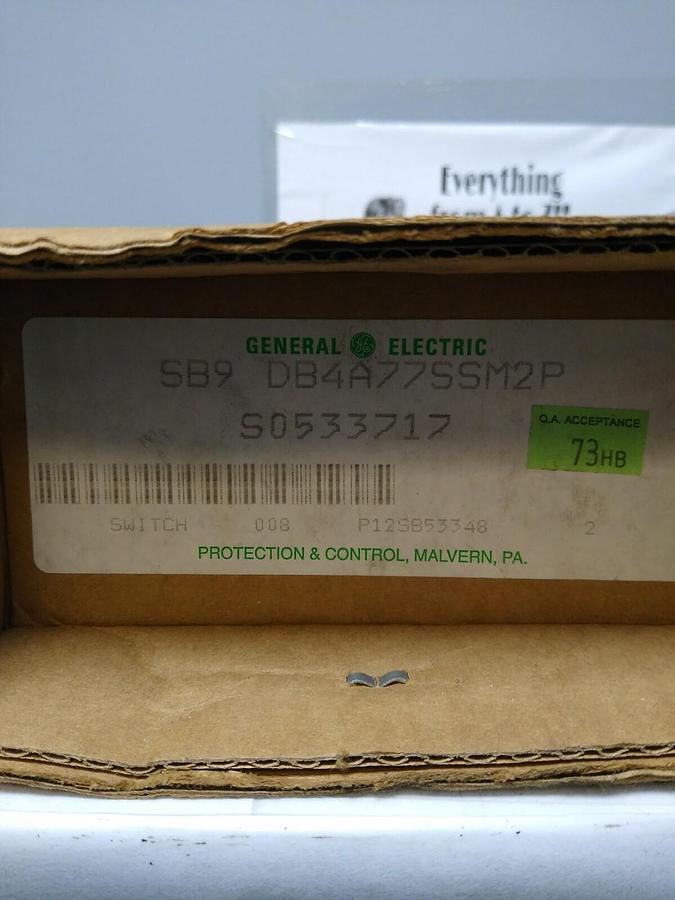 Everything
GENERAL ELECTRIC
SB9 DB4A77SSM2P
S0533717
Q.A. ACCEPTANCE
73HB
SWITCH 008 P12SB53348 2
PROTECTION & CONTROL, MALVERN, PA.